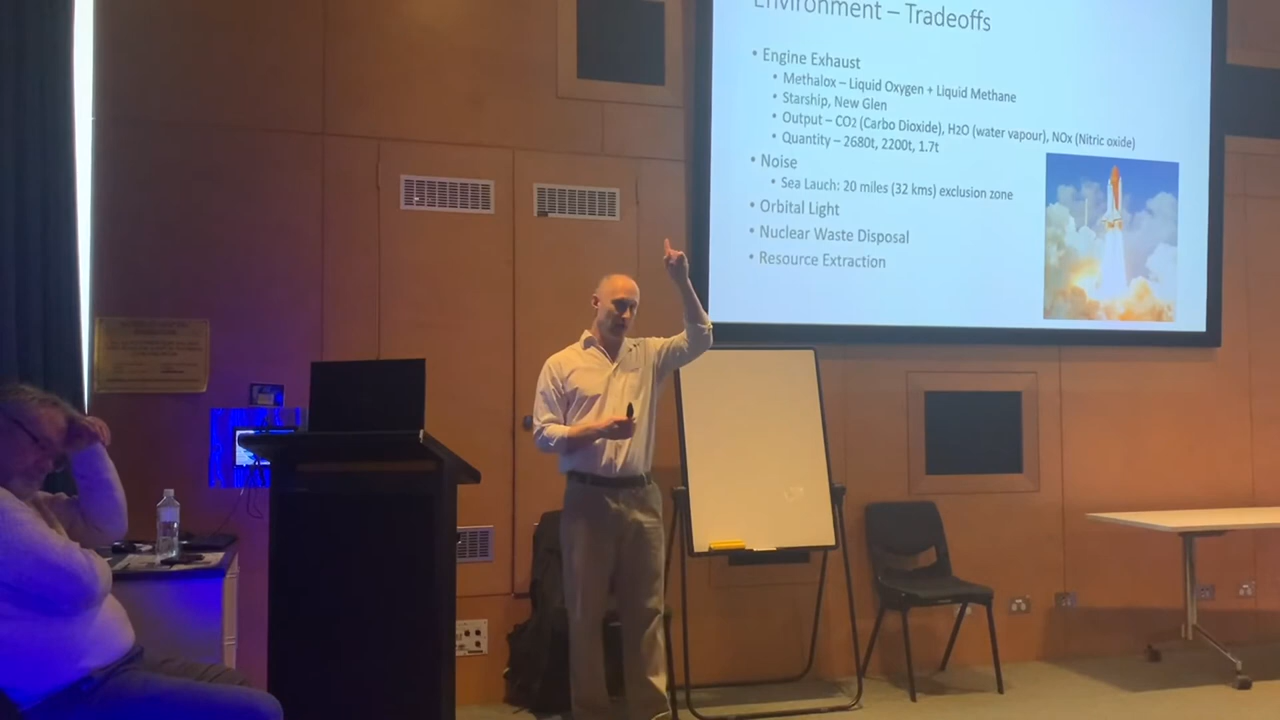 Environment – Tradeoffs
• Engine Exhaust
• Methalox – Liquid Oxygen + Liquid Methane
• Starship, New Glen
• Output – CO2 (Carbo Dioxide), H2O (water vapour), NOx (Nitric oxide)
• Quantity – 2680t, 2200t, 1.7t
• Noise
• Sea Lauch: 20 miles (32 kms) exclusion zone
• Orbital Light
• Nuclear Waste Disposal
• Resource Extraction